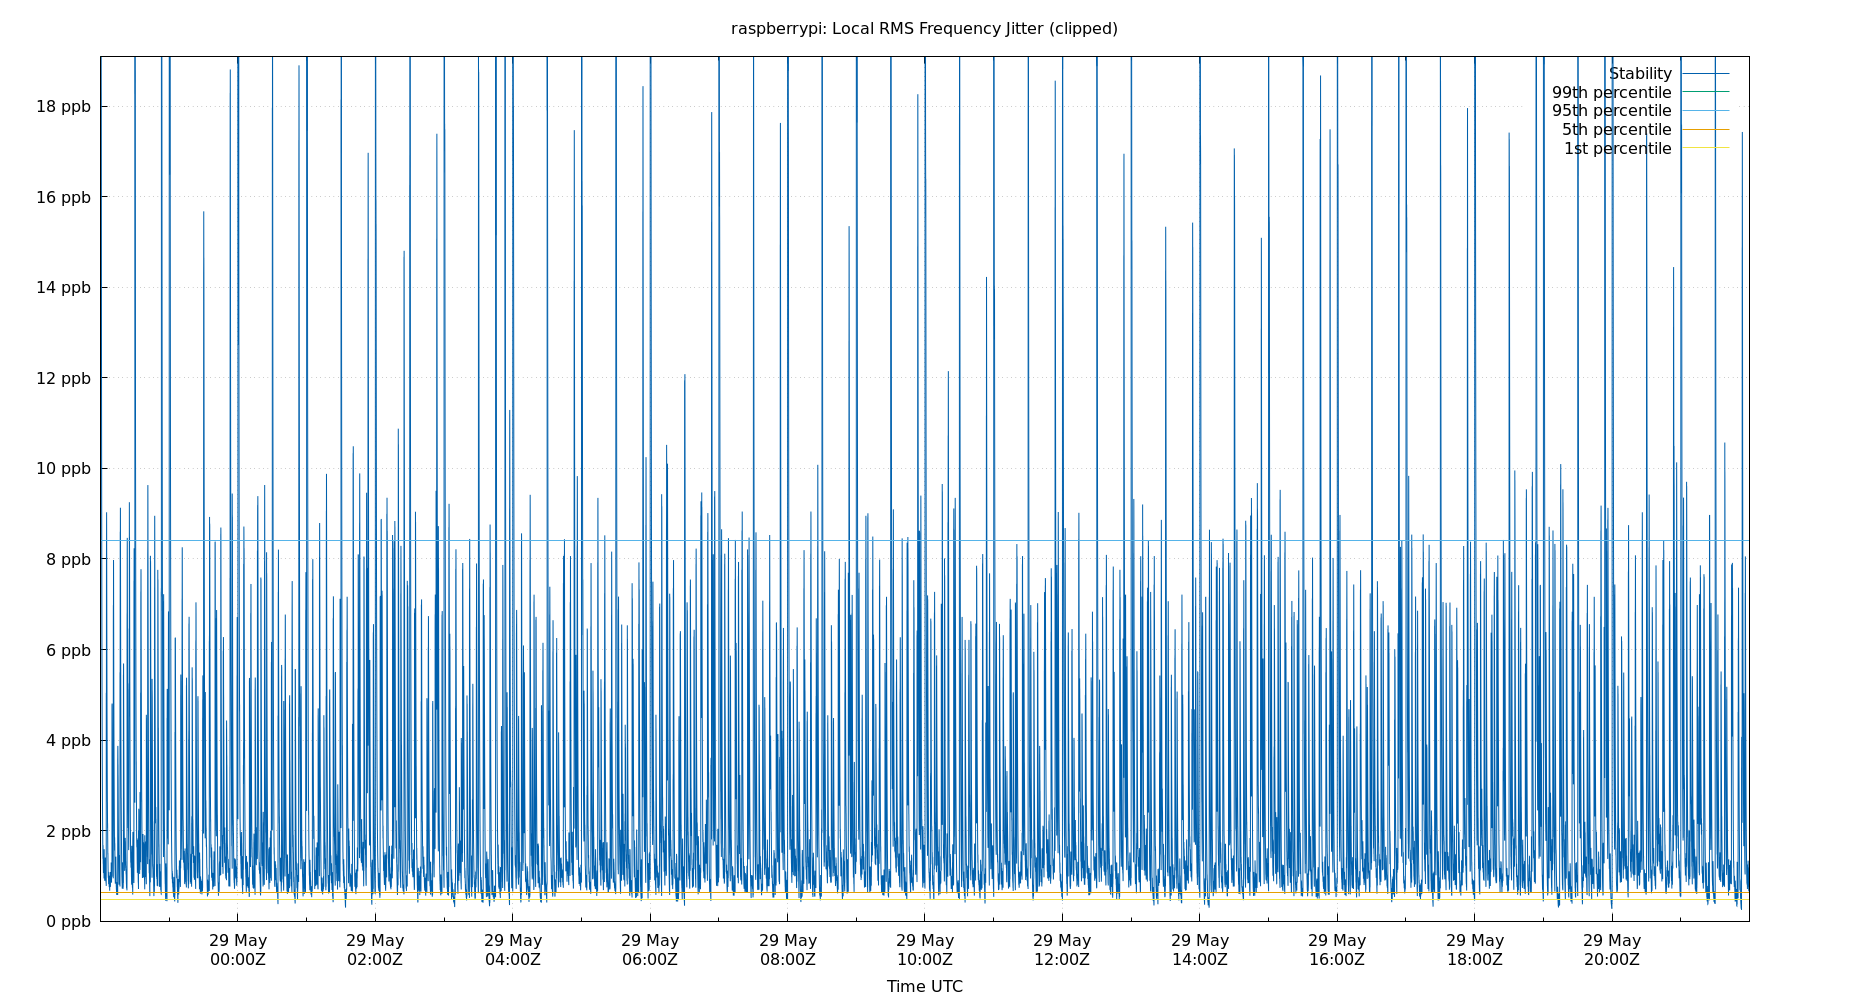 raspberrypi: Local RMS Frequency Jitter (clipped)
Stability
99th percentile
95th percentile
5th percentile
1st percentile
18 ppb
16 ppb
14 ppb
12 ppb
10 ppb
8 ppb
6 ppb
4 ppb
2 ppb
0 ppb
29 May 29 May 29 May 29 May 29 May 29 May 29 May 29 May 29 May 29 May 29 May
00:00Z 02:00Z 04:00Z 06:00Z 08:00Z 10:00Z 12:00Z 14:00Z 16:00Z 18:00Z 20:00Z
Time UTC